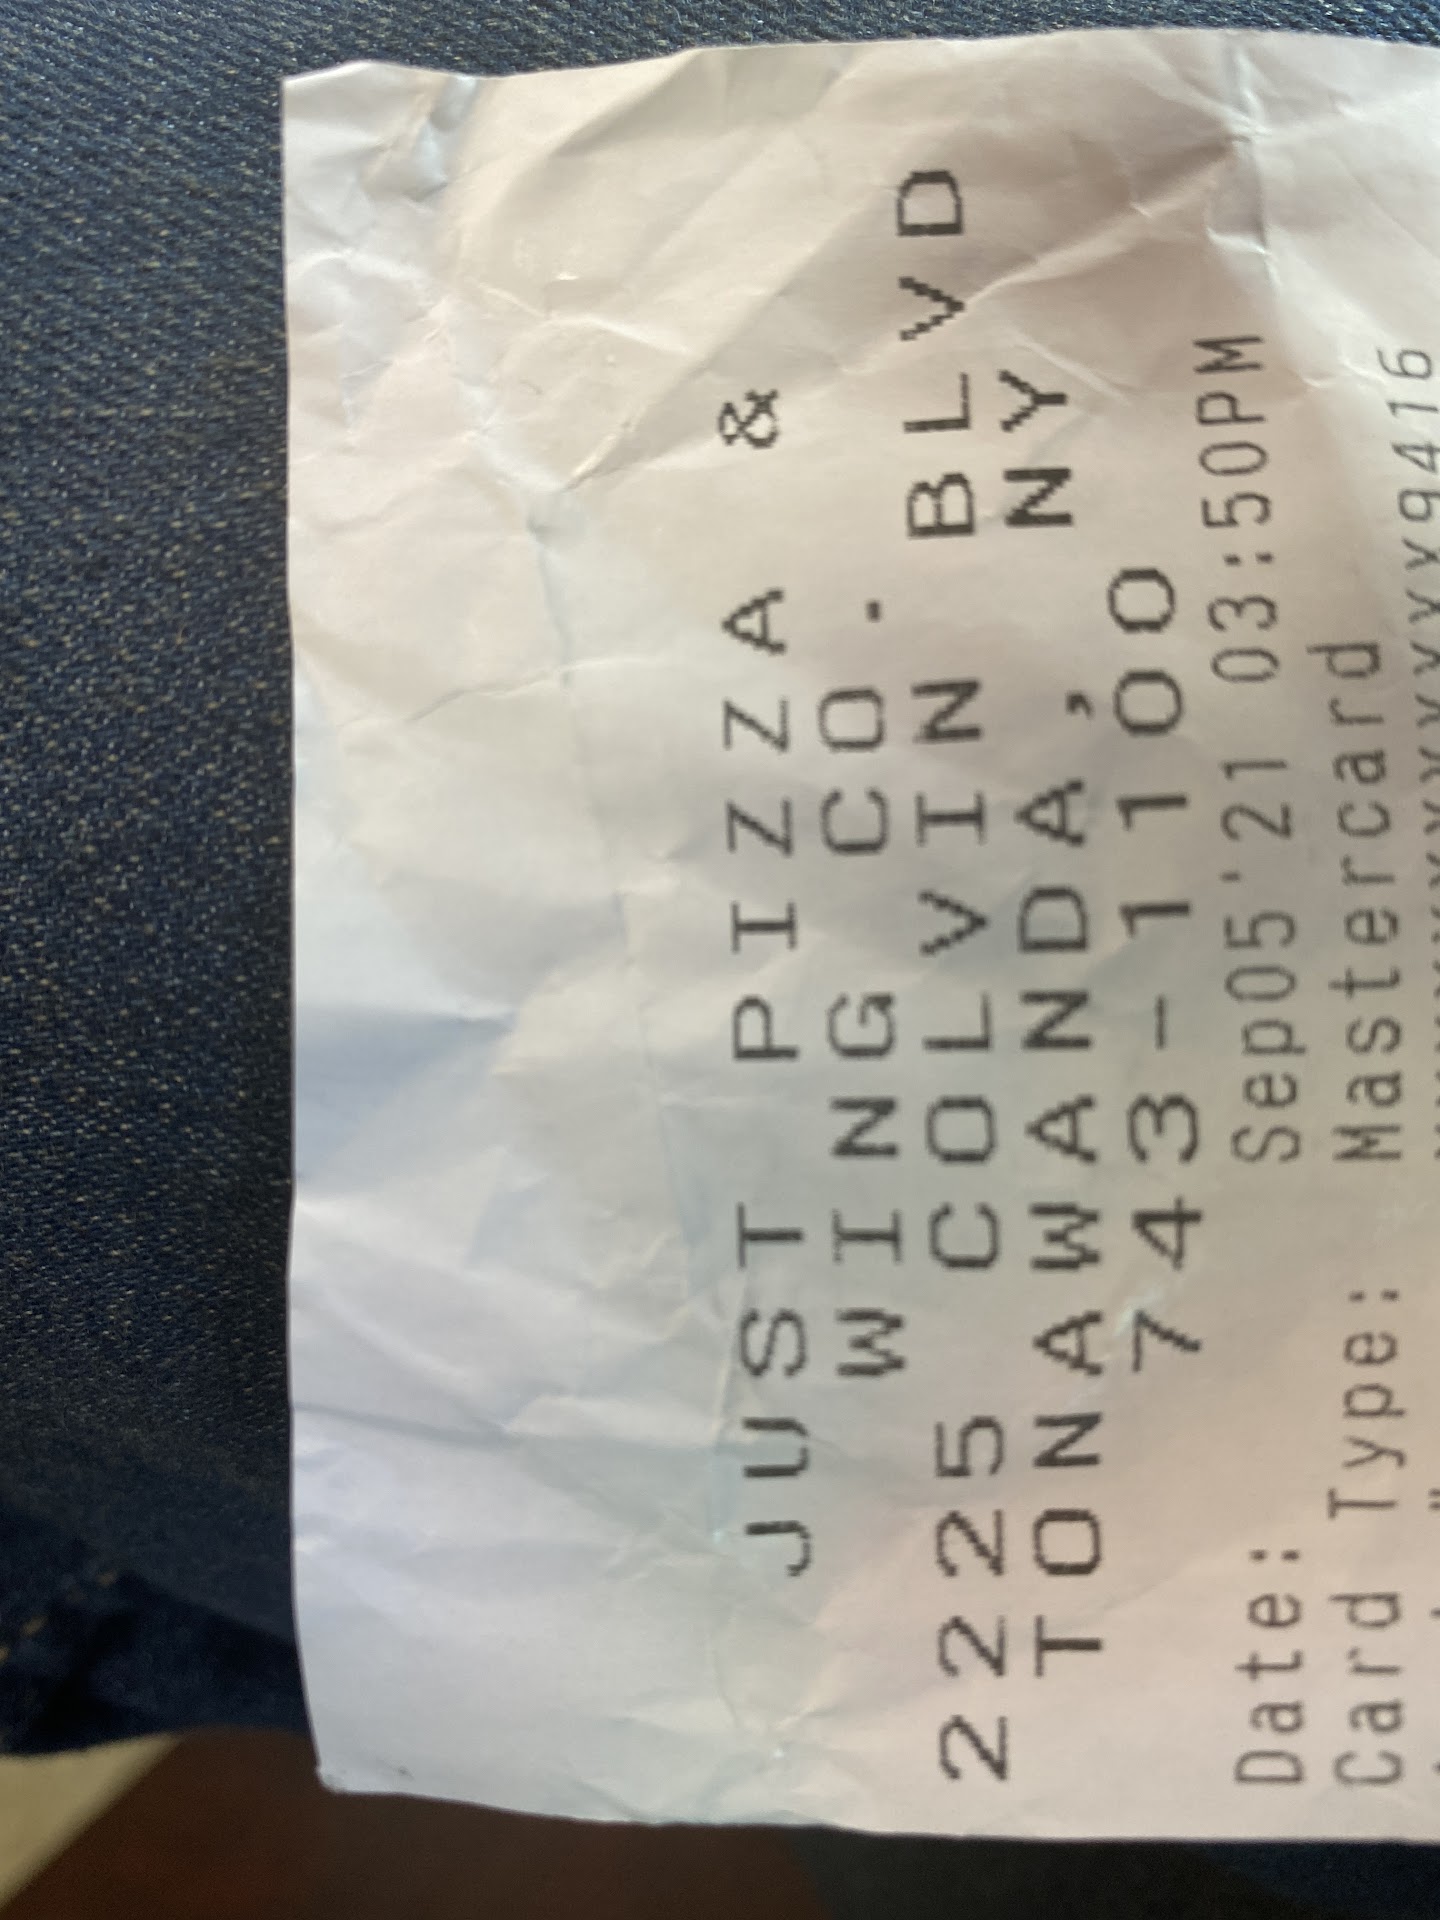 JUST PIZZA &
WING CO.
2225 COLVIN BLVD
TONAWANDA, NY
743-1100
Date: Sep05'21 03:50PM
Card Type: Mastercard